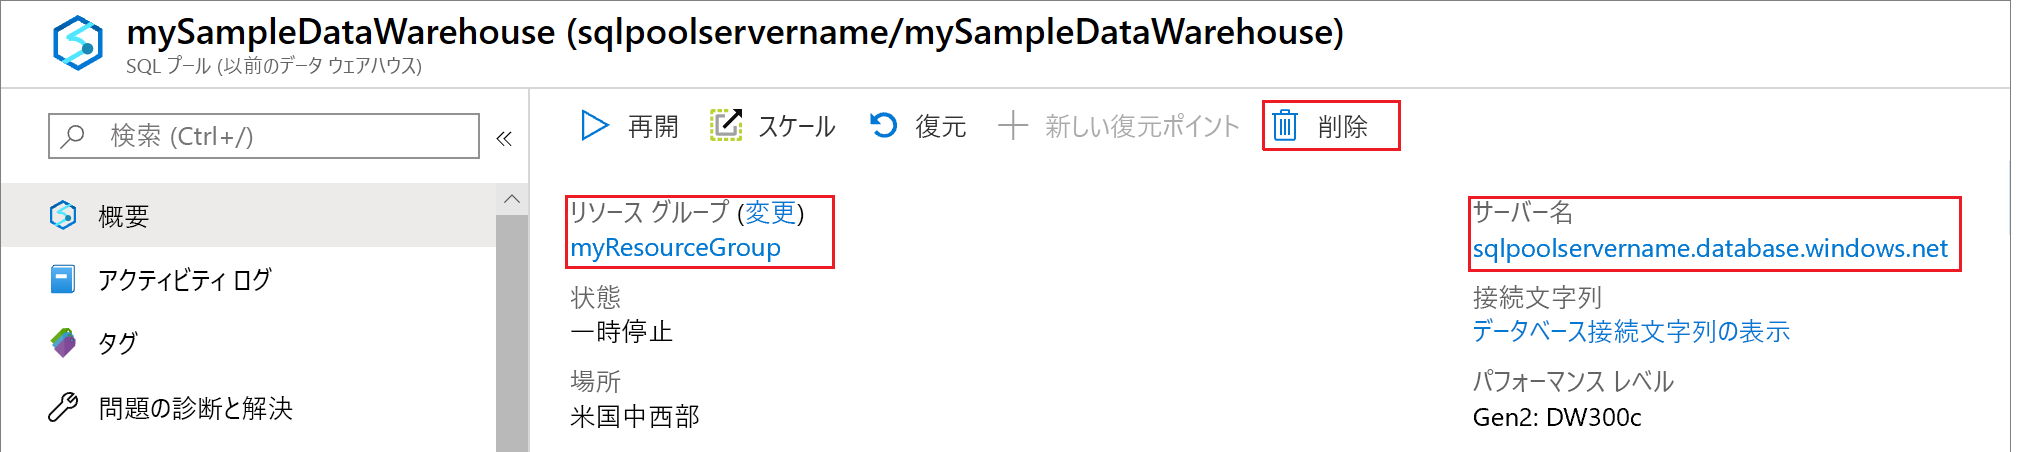 mySampleDataWarehouse (sqlpoolservername/mySampleDataWarehouse)
SQL プール (以前のデータ ウェアハウス)
検索 (Ctrl+/)
«
再開
スケール
復元
新しい復元ポイント
削除
概要
アクティビティ ログ
タグ
問題の診断と解決
リソース グループ (変更)
myResourceGroup
状態
一時停止
場所
米国中西部
サーバー名
sqlpoolservername.database.windows.net
接続文字列
データベース接続文字列の表示
パフォーマンス レベル
Gen2: DW300c